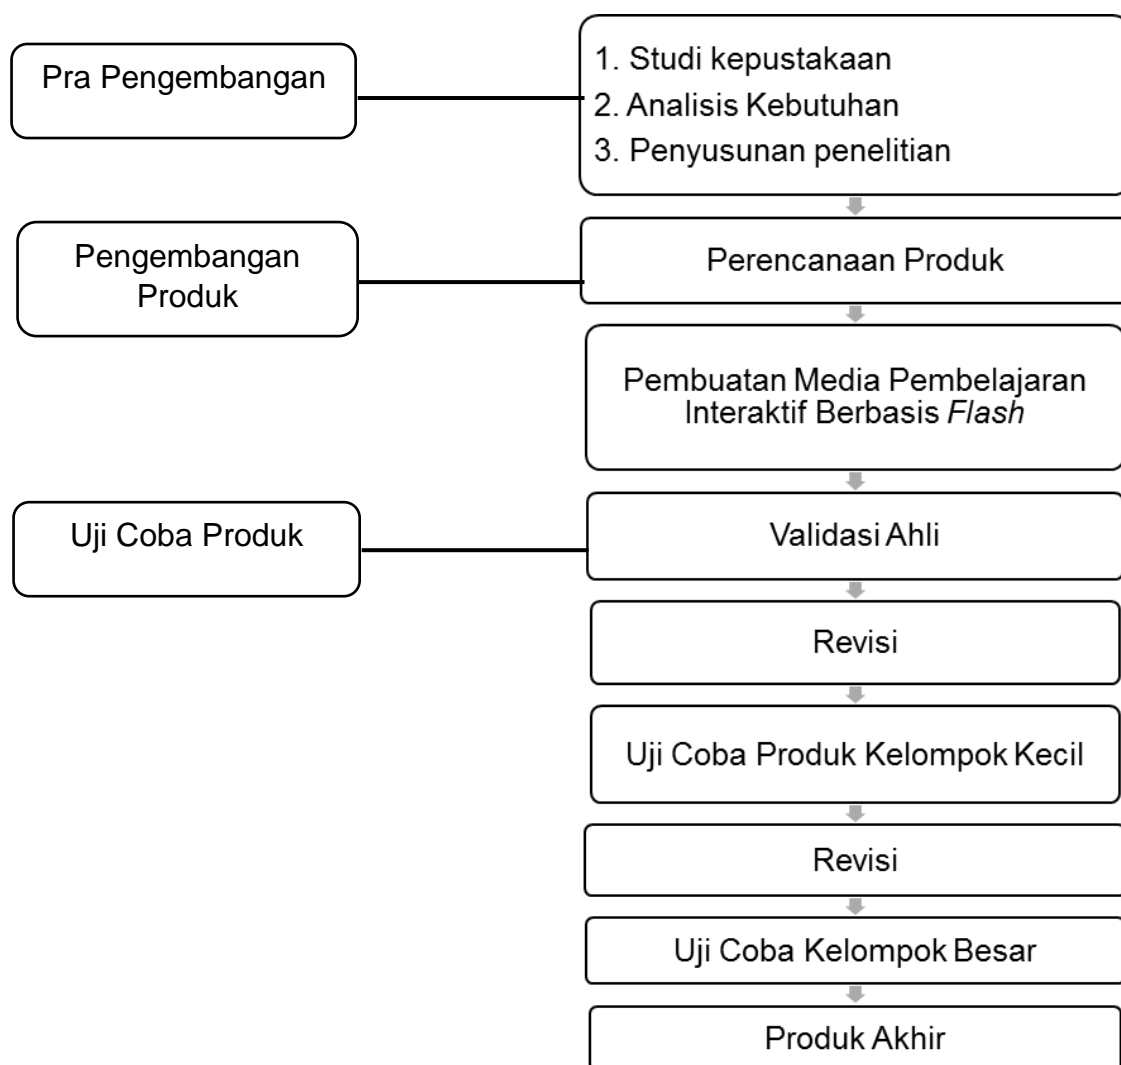 Pra Pengembangan
1. Studi kepustakaan
2. Analisis Kebutuhan
3. Penyusunan penelitian
Pengembangan
Produk
Perencanaan Produk
Pembuatan Media Pembelajaran
Interaktif Berbasis Flash
Uji Coba Produk
Validasi Ahli
Revisi
Uji Coba Produk Kelompok Kecil
Revisi
Uji Coba Kelompok Besar
Produk Akhir